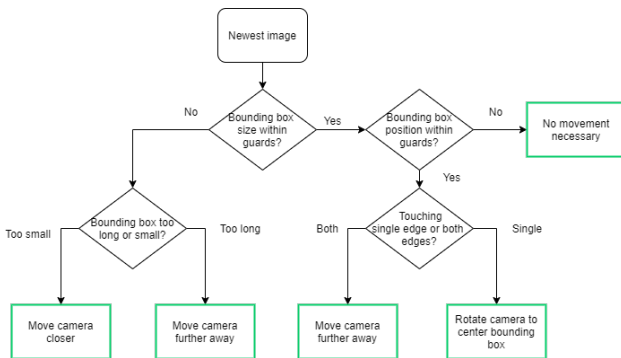 Newest image
No
Bounding box
size within
guards?
Yes
Bounding box
position within
guards?
No
No movement
necessary
Yes
Too small
Bounding box too
long or small?
Too long
Both
Touching
single edge or both
edges?
Single
Move camera
closer
Move camera
further away
Move camera
further away
Rotate camera to
center bounding
box